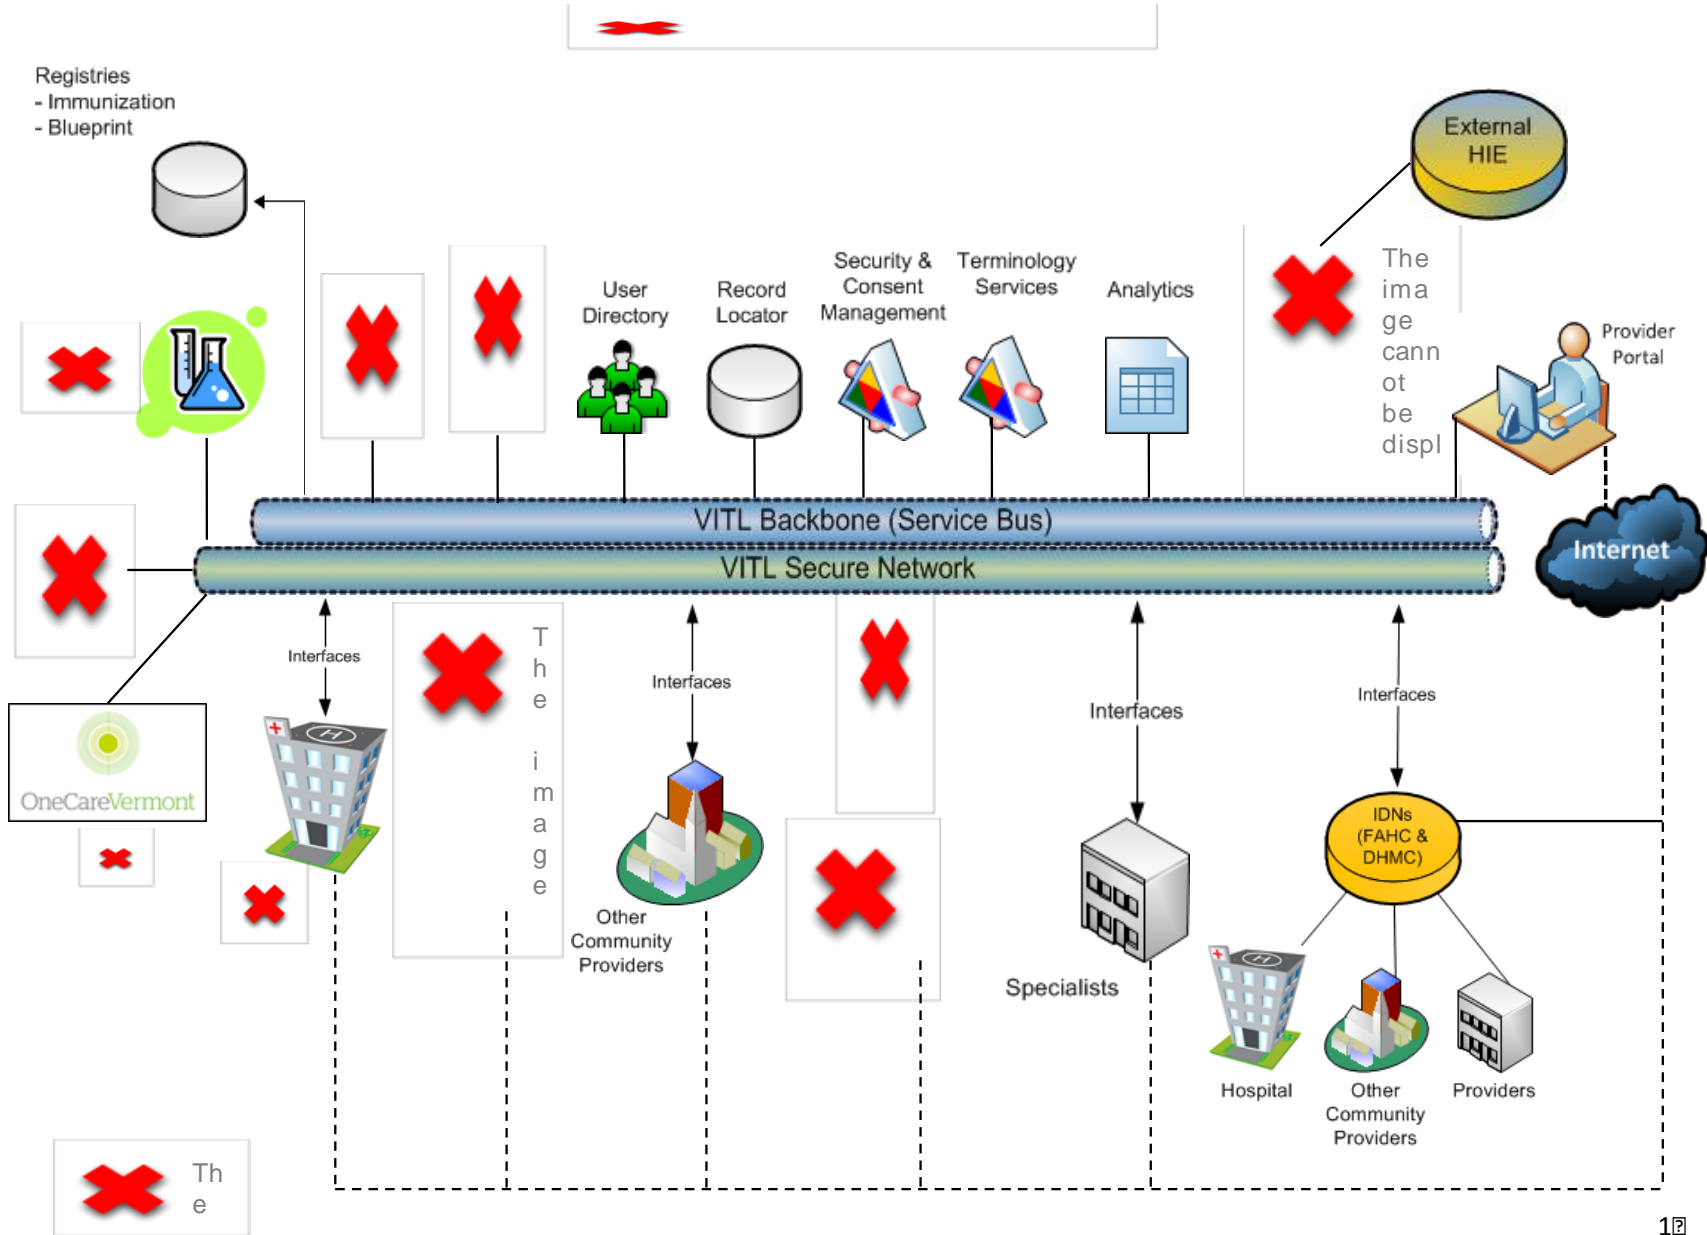 Registries
- Immunization
- Blueprint
External
HIE
User
Directory
Record
Locator
Security &
Consent
Management
Terminology
Services
Analytics
The
ima
ge
cann
ot
be
displ
Provider
Portal
VITL Backbone (Service Bus)
Internet
VITL Secure Network
Interfaces
T
h
e
i
m
a
g
e
Interfaces
Interfaces
Interfaces
OneCareVermont
IDNs
(FAHC &
DHMC)
Other
Community
Providers
Specialists
Hospital
Other
Community
Providers
Providers
Th
e
1